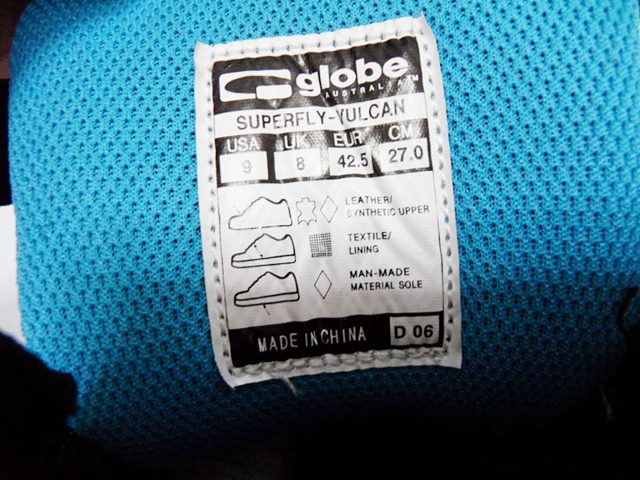 globe
AUSTRALIA™
SUPERFLY-VULCAN
USA UK EUR CM
9 8 42.5 27.0
LEATHER/
SYNTHETIC UPPER
TEXTILE/
LINING
MAN-MADE
MATERIAL SOLE
MADE IN CHINA D 06